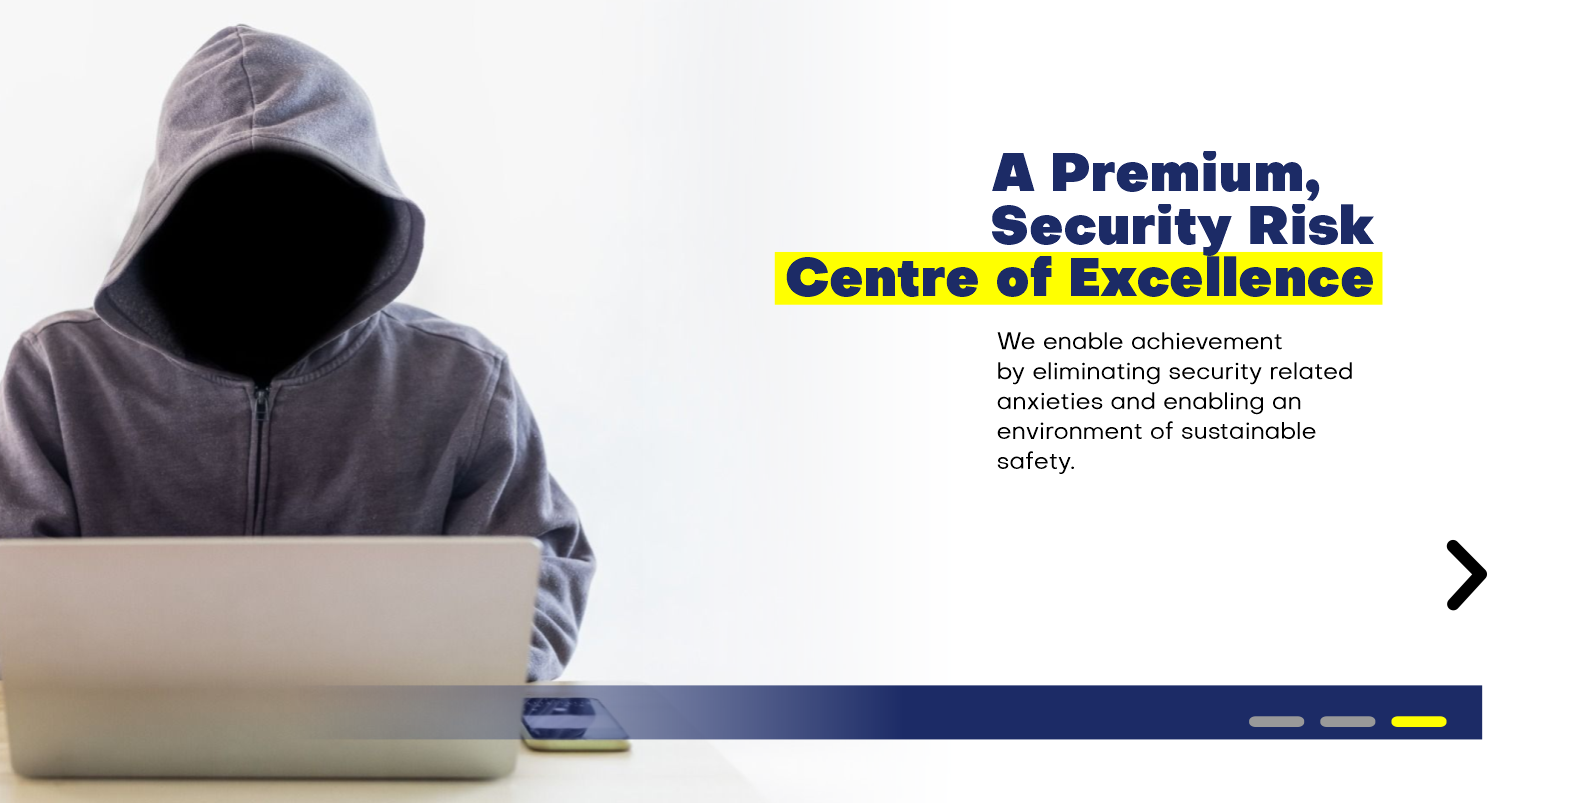 A Premium,
Security Risk
Centre of Excellence
We enable achievement
by eliminating security related
anxieties and enabling an
environment of sustainable
safety.